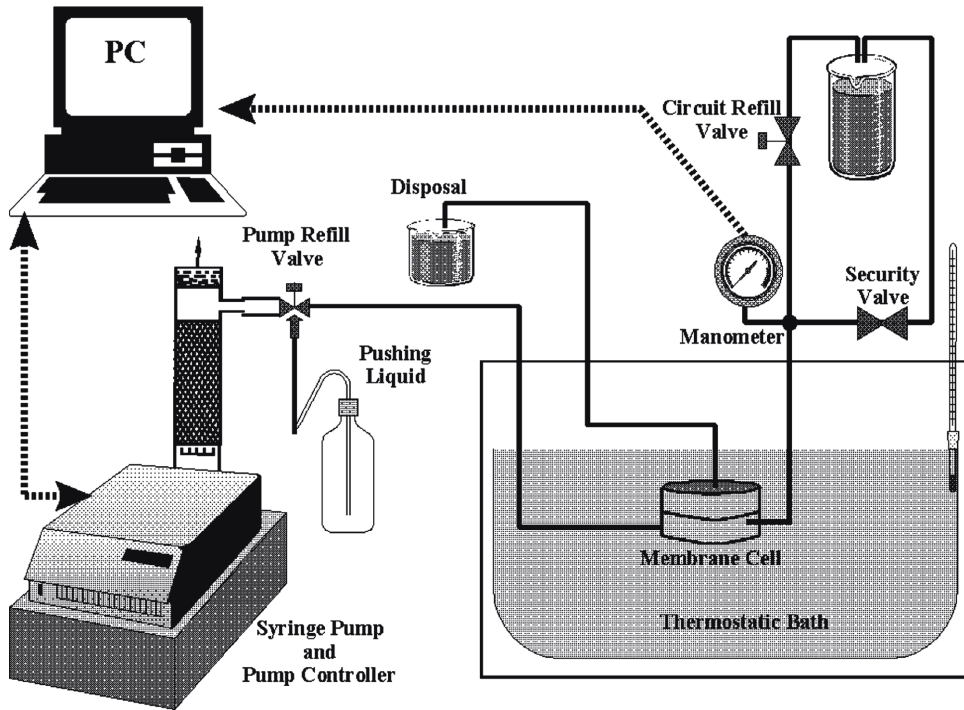 PC
Circuit Refill
Valve
Disposal
Pump Refill
Valve
Security
Valve
Manometer
Pushing
Liquid
Membrane Cell
Thermostatic Bath
Syringe Pump
and
Pump Controller